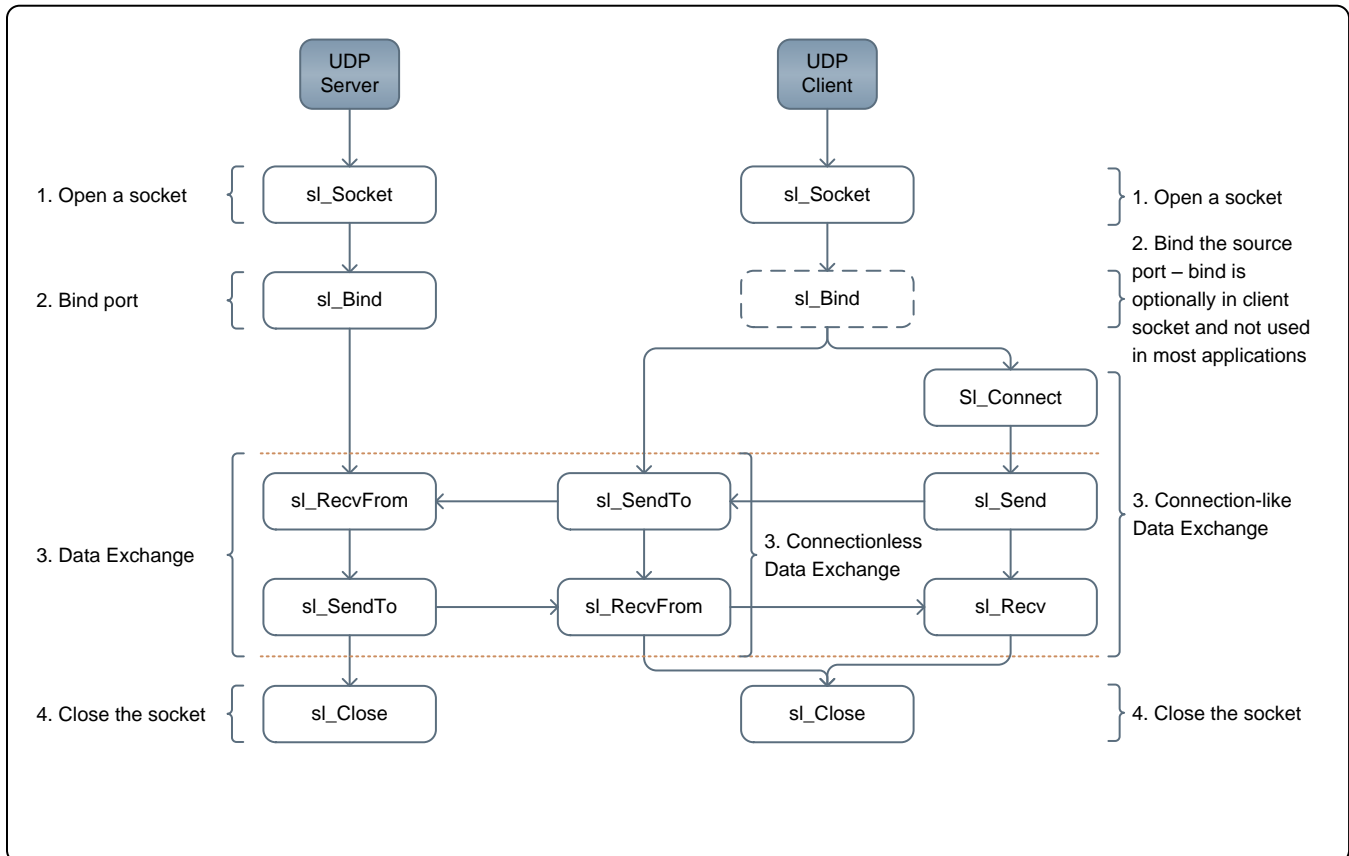 UDP
Server
UDP
Client
1. Open a socket
sl_Socket
sl_Socket
1. Open a socket
2. Bind port
sl_Bind
sl_Bind
2. Bind the source
port – bind is
optionally in client
socket and not used
in most applications
Sl_Connect
sl_RecvFrom
sl_SendTo
sl_Send
3. Data Exchange
3. Connectionless
Data Exchange
3. Connection-like
Data Exchange
sl_SendTo
sl_RecvFrom
sl_Recv
4. Close the socket
sl_Close
sl_Close
4. Close the socket